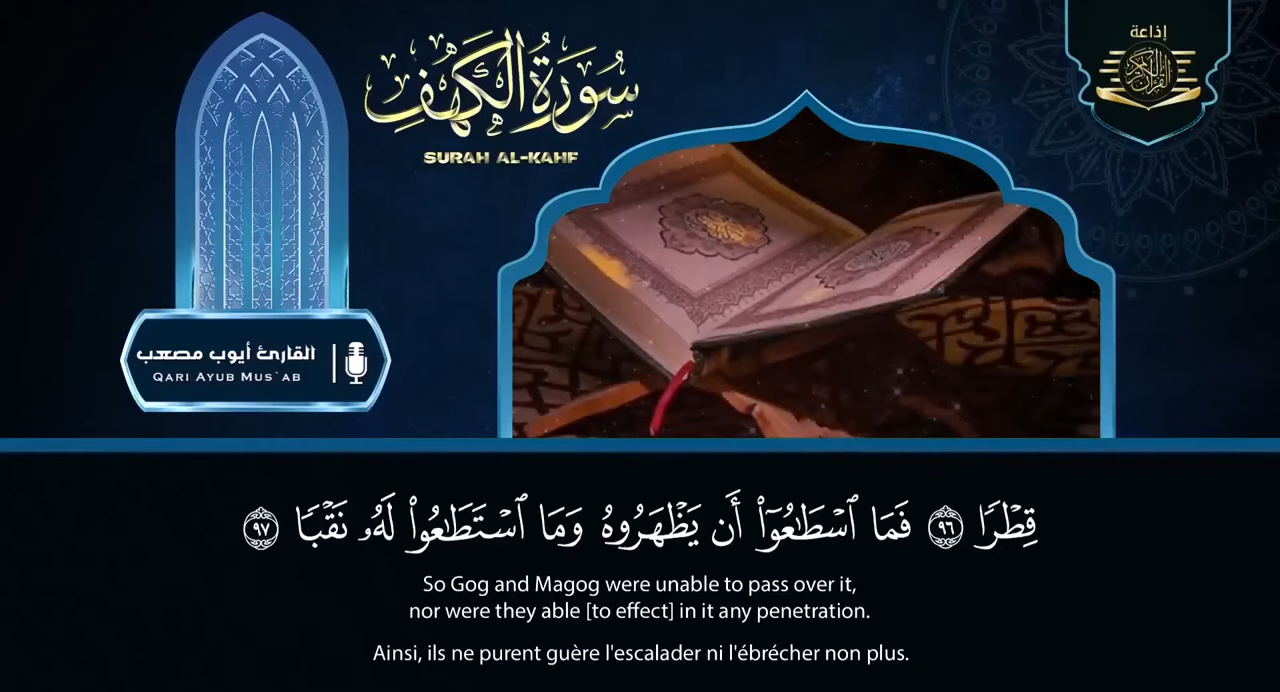 سُورَةُ الكَهْفِ
SURAH AL-KAHF
إذاعة
القرآن الكريم
القارئ أيوب مصعب
QARI AYUB MUS`AB
قِطْرًا ٩٦ فَمَا ٱسْطَـٰعُوٓا۟ أَن يَظْهَرُوهُ وَمَا ٱسْتَطَـٰعُوا۟ لَهُۥ نَقْبًا ٩٧
So Gog and Magog were unable to pass over it,
nor were they able [to effect] in it any penetration.
Ainsi, ils ne purent guère l'escalader ni l'ébrécher non plus.